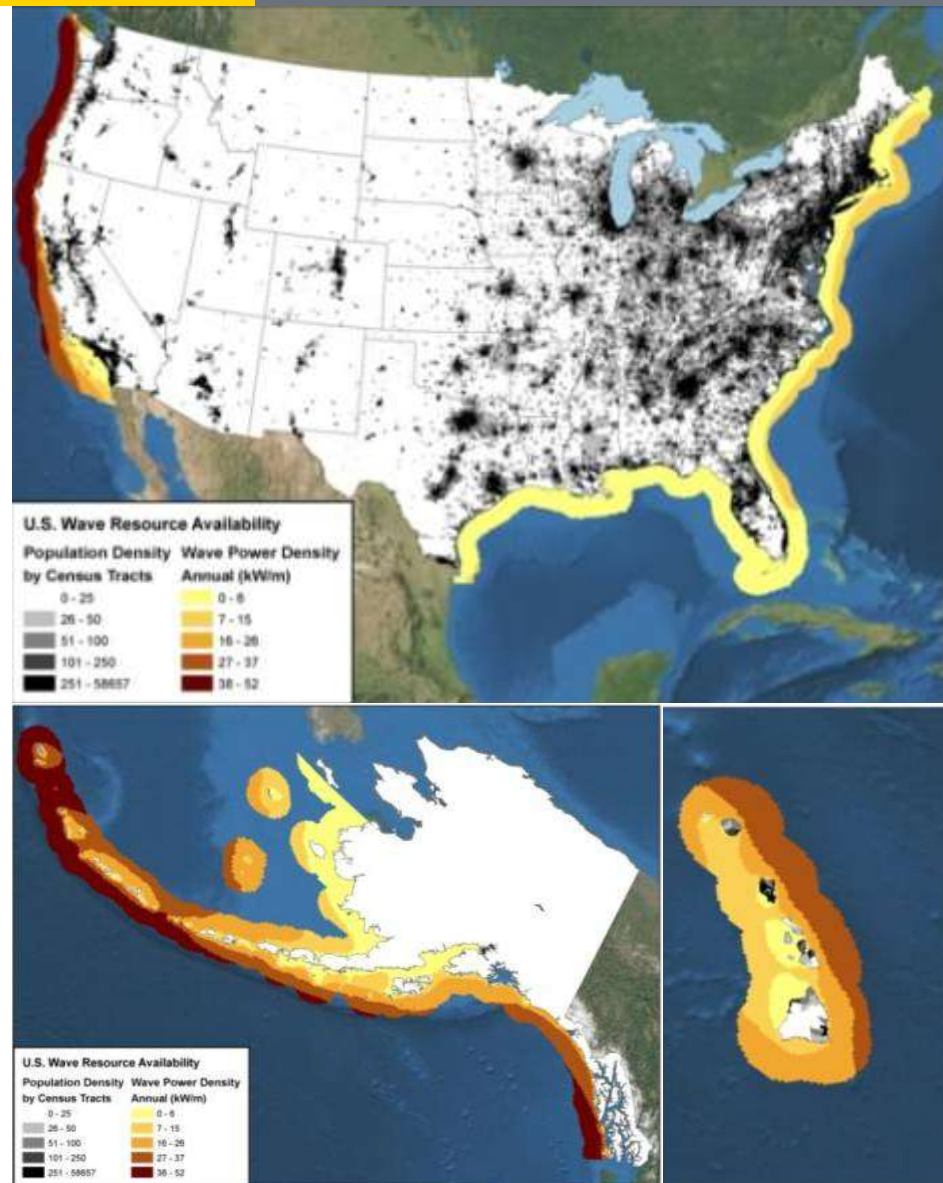 U.S. Wave Resource Availability
Population Density Wave Power Density
by Census Tracts Annual (kW/m)
0 - 25 0 - 6
26 - 50 7 - 15
51 - 100 16 - 26
101 - 250 27 - 37
251 - 58657 38 - 52
U.S. Wave Resource Availability
Population Density Wave Power Density
by Census Tracts Annual (kW/m)
0 - 25 0 - 6
26 - 50 7 - 15
51 - 100 16 - 26
101 - 250 27 - 37
251 - 58657 38 - 52